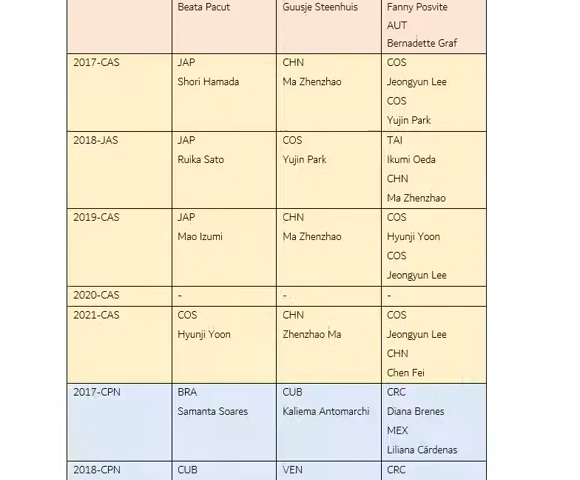 Beata Pacut
Guusje Steenhuis
Fanny Posvite
AUT
Bernadette Graf
2017-CAS
JAP
Shori Hamada
CHN
Ma Zhenzhao
COS
Jeongyun Lee
COS
Yujin Park
2018-JAS
JAP
Ruika Sato
COS
Yujin Park
TAI
Ikumi Oeda
CHN
Ma Zhenzhao
2019-CAS
JAP
Mao Izumi
CHN
Ma Zhenzhao
COS
Hyunji Yoon
COS
Jeongyun Lee
2020-CAS
-
-
-
2021-CAS
COS
Hyunji Yoon
CHN
Zhenzhao Ma
COS
Jeongyun Lee
CHN
Chen Fei
2017-CPN
BRA
Samanta Soares
CUB
Kaliema Antomarchi
CRC
Diana Brenes
MEX
Liliana Cárdenas
2018-CPN
CUB
VEN
CRC